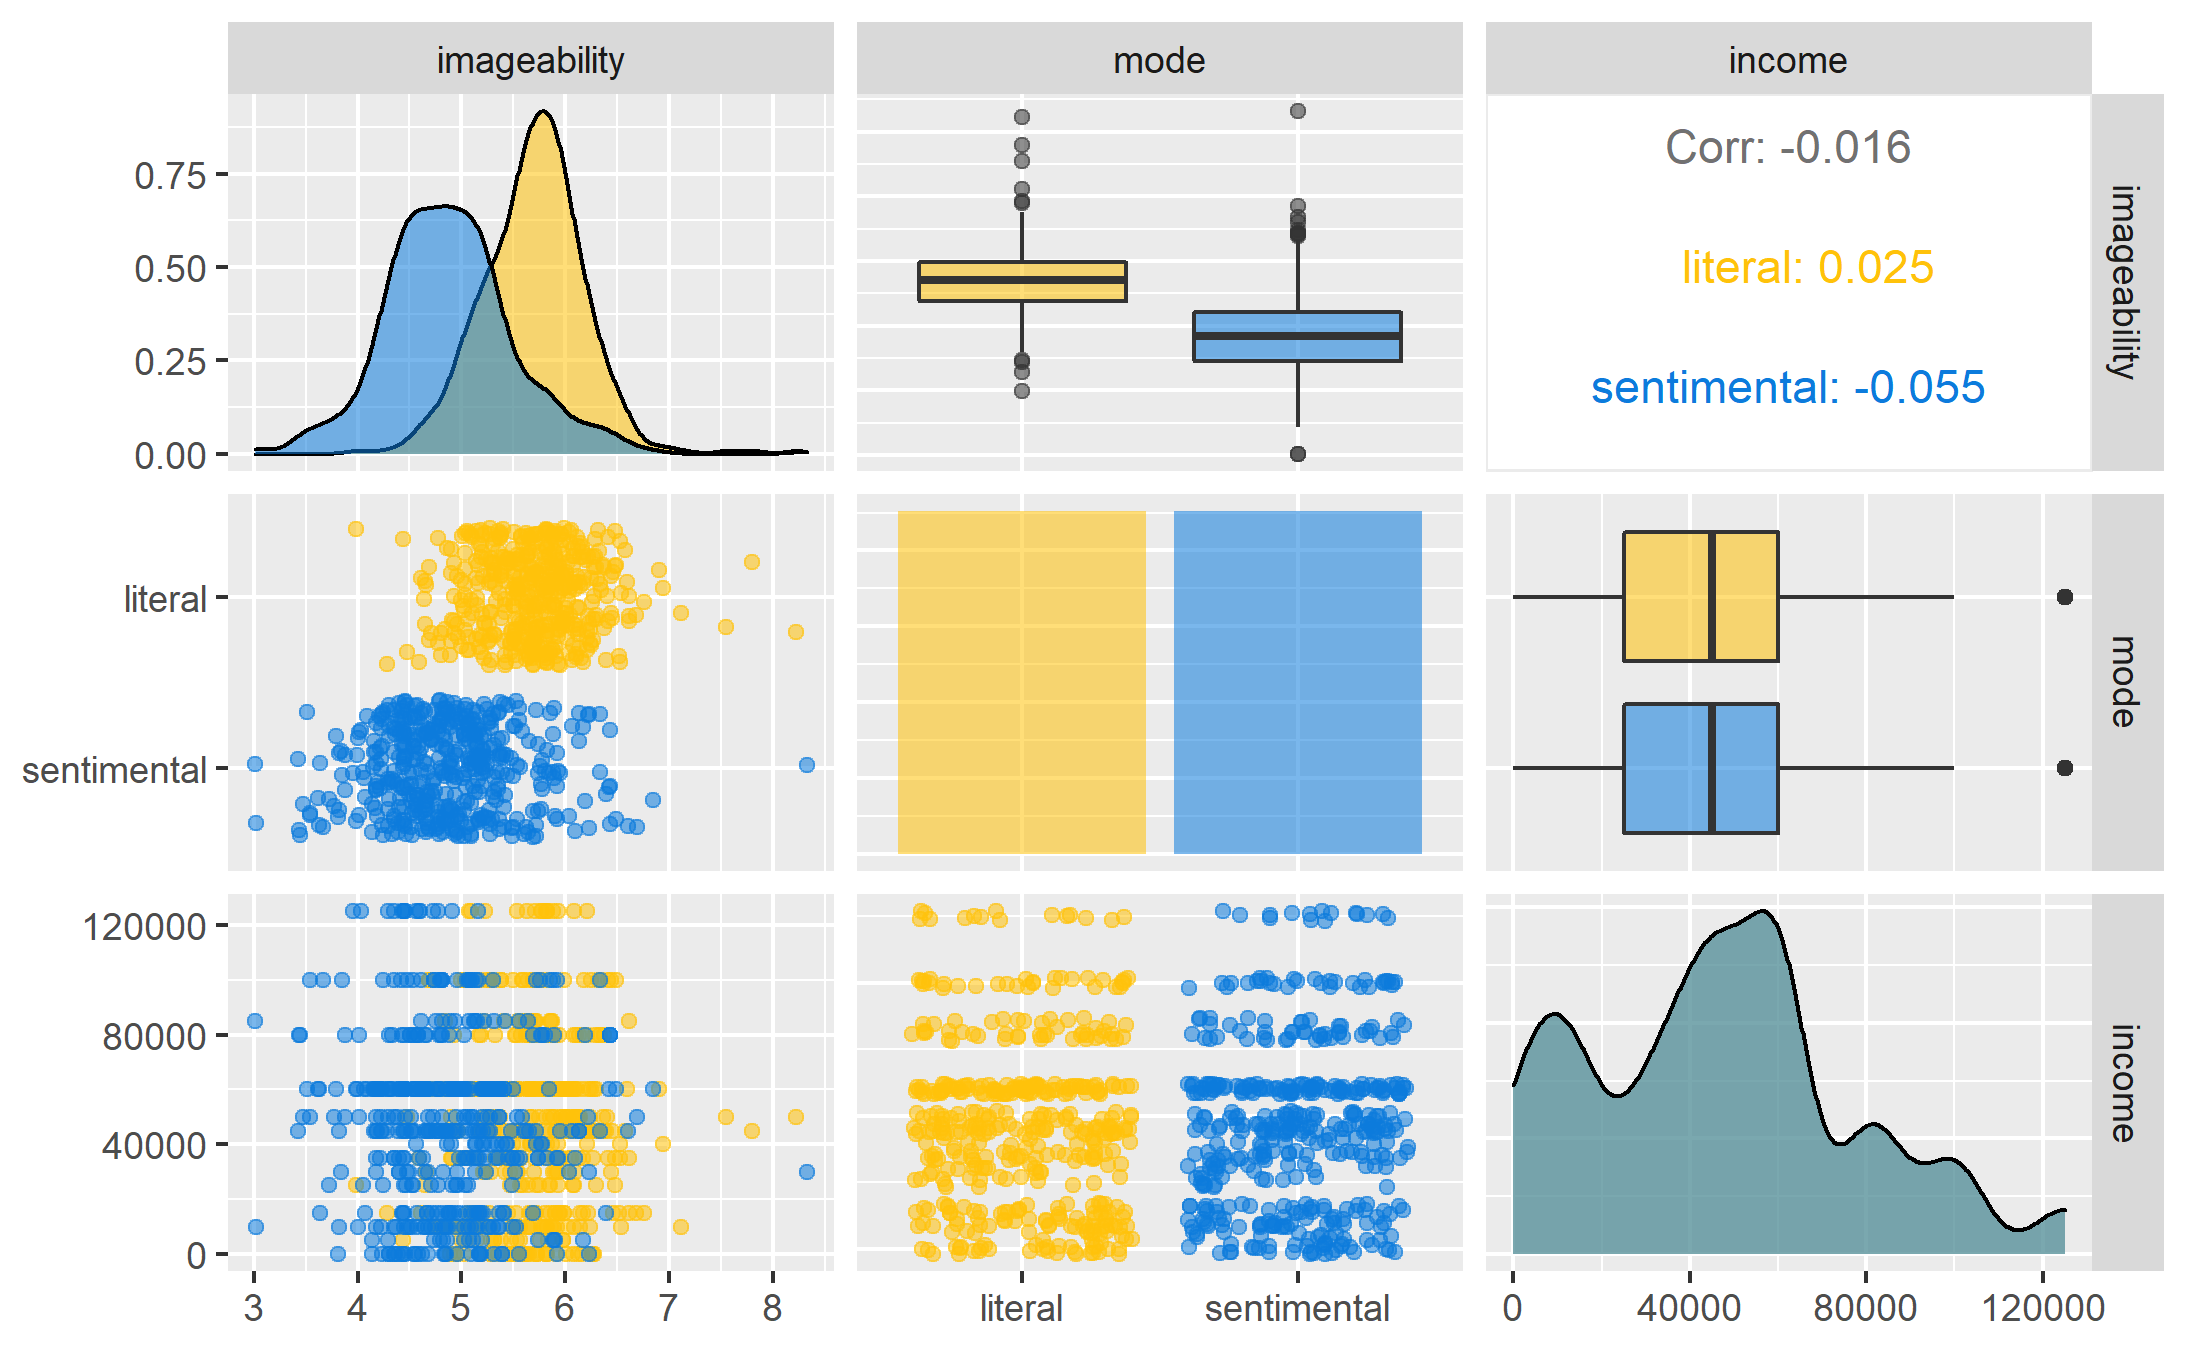 imageability
mode
income
0.75
0.50
0.25
0.00
Corr: -0.016
literal: 0.025
sentimental: -0.055
imageability
literal
sentimental
mode
120000
80000
40000
0
income
3 4 5 6 7 8
literal sentimental
0 40000 80000 120000